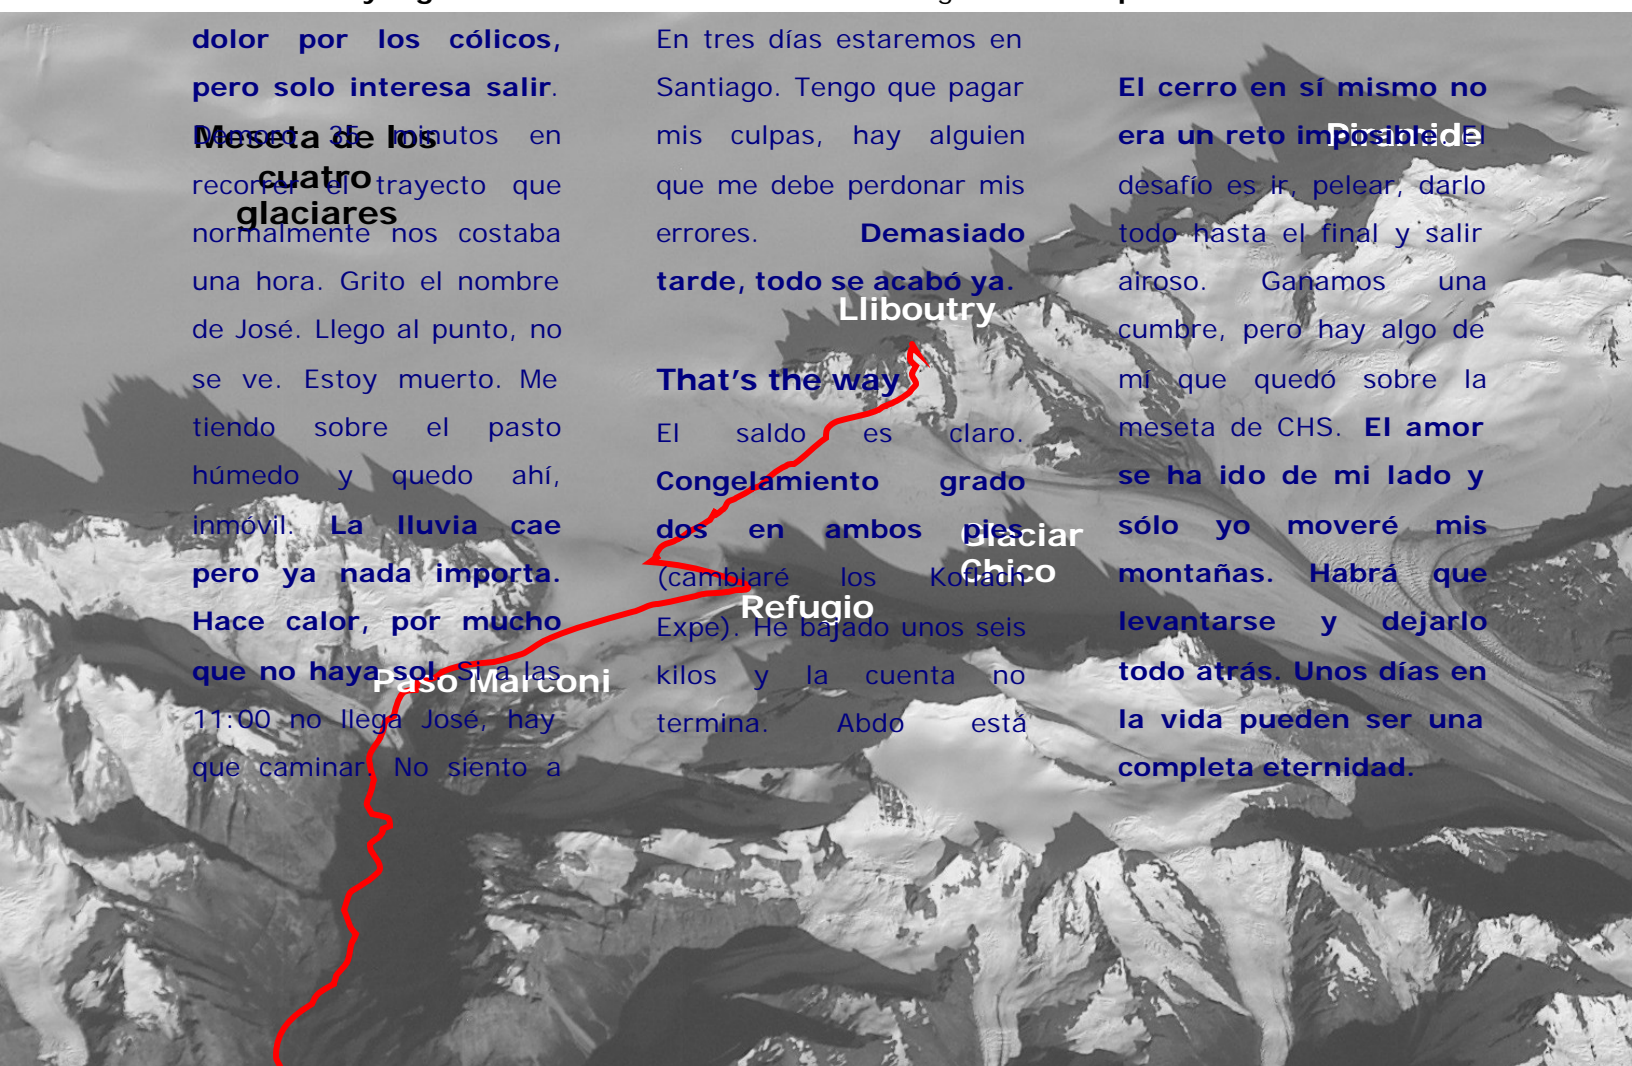 dolor por los cólicos,
pero solo interesa salir.
Demoro 35 minutos en
recorrer el trayecto que
normalmente nos costaba
una hora. Grito el nombre
de José. Llego al punto, no
se ve. Estoy muerto. Me
tiendo sobre el pasto
húmedo y quedo ahí,
inmóvil. La lluvia cae
pero ya nada importa.
Hace calor, por mucho
que no haya sol. Si a las
11:00 no llega José, hay
que caminar. No siento a
En tres días estaremos en
Santiago. Tengo que pagar
mis culpas, hay alguien
que me debe perdonar mis
errores. Demasiado
tarde, todo se acabó ya.
That's the way
El saldo es claro.
Congelamiento grado
dos en ambos pies
(cambiaré los Koflach
Expe). He bajado unos seis
kilos y la cuenta no
termina. Abdo está
El cerro en sí mismo no
era un reto imposible. El
desafío es ir, pelear, darlo
todo hasta el final y salir
airoso. Ganamos una
cumbre, pero hay algo de
mí que quedó sobre la
meseta de CHS. El amor
se ha ido de mi lado y
sólo yo moveré mis
montañas. Habrá que
levantarse y dejarlo
todo atrás. Unos días en
la vida pueden ser una
completa eternidad.
Meseta de los
cuatro
glaciares
Piramide
Lliboutry
Glaciar
Chico
Refugio
Paso Marconi